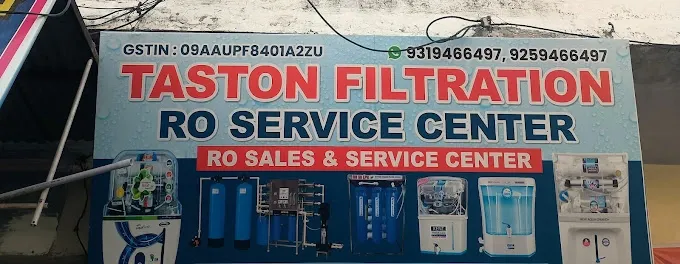 GSTIN : 09AAUPF8401A2ZU
9319466497, 9259466497
TASTON FILTRATION
RO SERVICE CENTER
RO SALES & SERVICE CENTER